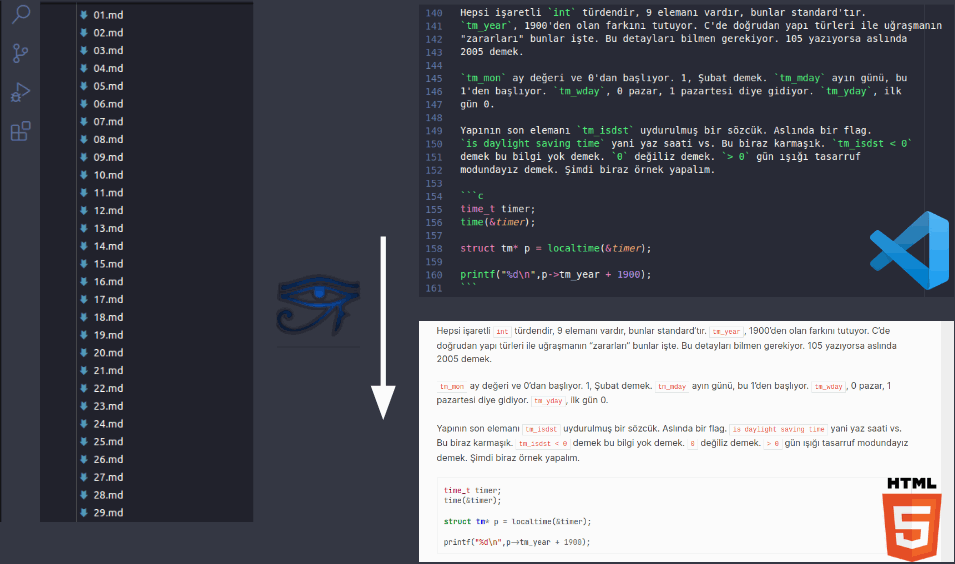 01.md
02.md
03.md
04.md
05.md
06.md
07.md
08.md
09.md
10.md
11.md
12.md
13.md
14.md
15.md
16.md
17.md
18.md
19.md
20.md
21.md
22.md
23.md
24.md
25.md
26.md
27.md
28.md
29.md
140 Hepsi işaretli `int` türdendir, 9 elemanı vardır, bunlar standard'tır.
141 `tm_year`, 1900'den olan farkını tutuyor. C'de doğrudan yapı türleri ile uğraşmanın
142 "zararları" bunlar işte. Bu detayları bilmen gerekiyor. 105 yazıyorsa aslında
143 2005 demek.
144
145 `tm_mon` ay değeri ve 0'dan başlıyor. 1, Şubat demek. `tm_mday` ayın günü, bu
146 1'den başlıyor. `tm_wday`, 0 pazar, 1 pazartesi diye gidiyor. `tm_yday`, ilk
147 gün 0.
148
149 Yapının son elemanı `tm_isdst` uydurulmuş bir sözcük. Aslında bir flag.
150 `is daylight saving time` yani yaz saati vs. Bu biraz karmaşık. `tm_isdst < 0`
151 demek bu bilgi yok demek. `0` değiliz demek. `> 0` gün ışığı tasarruf
152 modundayız demek. Şimdi biraz örnek yapalım.
153
154 ```c
155 time_t timer;
156 time(&timer);
157
158 struct tm* p = localtime(&timer);
159
160 printf("%d\n",p->tm_year + 1900);
161 ```
Hepsi işaretli int türdendir, 9 elemanı vardır, bunlar standard'tır. tm_year, 1900'den olan farkını tutuyor. C'de
doğrudan yapı türleri ile uğraşmanın "zararları" bunlar işte. Bu detayları bilmen gerekiyor. 105 yazıyorsa aslında
2005 demek.
tm_mon ay değeri ve 0'dan başlıyor. 1, Şubat demek. tm_mday ayın günü, bu 1'den başlıyor. tm_wday, 0 pazar, 1
pazartesi diye gidiyor. tm_yday, ilk gün 0.
Yapının son elemanı tm_isdst uydurulmuş bir sözcük. Aslında bir flag. is daylight saving time yani yaz saati vs.
Bu biraz karmaşık. tm_isdst < 0 demek bu bilgi yok demek. 0 değiliz demek. > 0 gün ışığı tasarruf modundayız
demek. Şimdi biraz örnek yapalım.
time_t timer;
time(&timer);
struct tm* p = localtime(&timer);
printf("%d\n",p->tm_year + 1900);
HTML
5